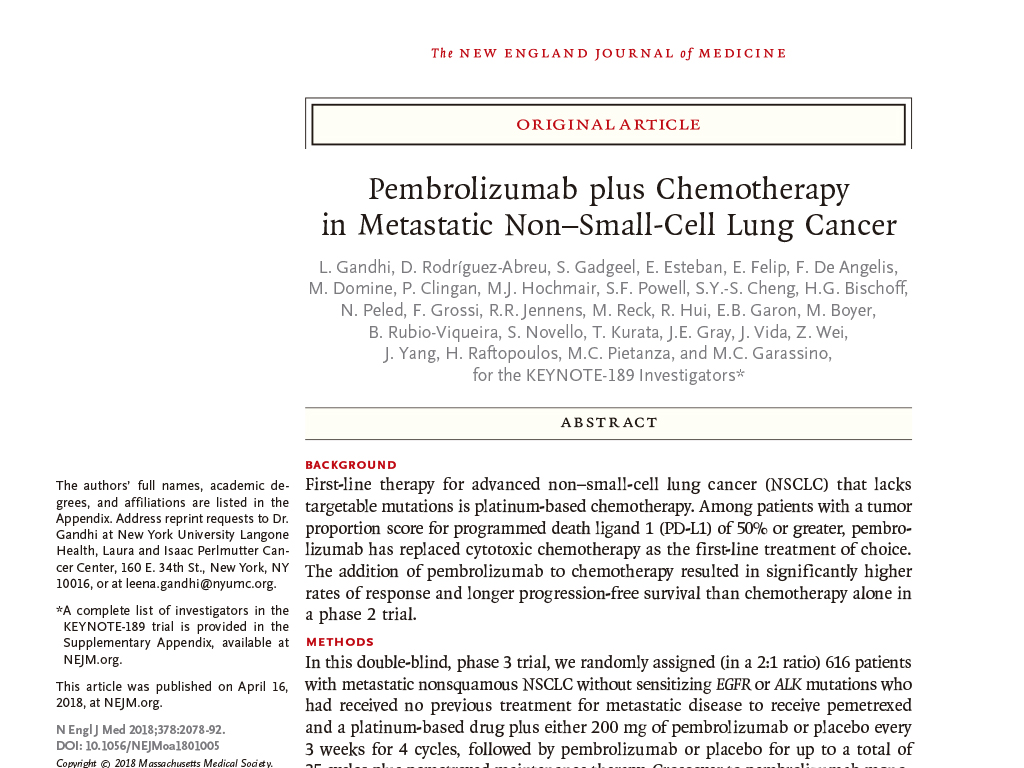 The NEW ENGLAND JOURNAL of MEDICINE
ORIGINAL ARTICLE
Pembrolizumab plus Chemotherapy
in Metastatic Non–Small-Cell Lung Cancer
L. Gandhi, D. Rodríguez-Abreu, S. Gadgeel, E. Esteban, E. Felip, F. De Angelis,
M. Domine, P. Clingan, M.J. Hochmair, S.F. Powell, S.Y.-S. Cheng, H.G. Bischoff,
N. Peled, F. Grossi, R.R. Jennens, M. Reck, R. Hui, E.B. Garon, M. Boyer,
B. Rubio-Viqueira, S. Novello, T. Kurata, J.E. Gray, J. Vida, Z. Wei,
J. Yang, H. Raftopoulos, M.C. Pietanza, and M.C. Garassino,
for the KEYNOTE-189 Investigators*
ABSTRACT
The authors' full names, academic de-
grees, and affiliations are listed in the
Appendix. Address reprint requests to Dr.
Gandhi at New York University Langone
Health, Laura and Isaac Perlmutter Can-
cer Center, 160 E. 34th St., New York, NY
10016, or at leena.gandhi@nyumc.org.
*A complete list of investigators in the
KEYNOTE-189 trial is provided in the
Supplementary Appendix, available at
NEJM.org.
This article was published on April 16,
2018, at NEJM.org.
N Engl J Med 2018;378:2078-92.
DOI: 10.1056/NEJMoa1801005
Copyright © 2018 Massachusetts Medical Society.
BACKGROUND
First-line therapy for advanced non–small-cell lung cancer (NSCLC) that lacks
targetable mutations is platinum-based chemotherapy. Among patients with a tumor
proportion score for programmed death ligand 1 (PD-L1) of 50% or greater, pembro-
lizumab has replaced cytotoxic chemotherapy as the first-line treatment of choice.
The addition of pembrolizumab to chemotherapy resulted in significantly higher
rates of response and longer progression-free survival than chemotherapy alone in
a phase 2 trial.
METHODS
In this double-blind, phase 3 trial, we randomly assigned (in a 2:1 ratio) 616 patients
with metastatic nonsquamous NSCLC without sensitizing EGFR or ALK mutations who
had received no previous treatment for metastatic disease to receive pemetrexed
and a platinum-based drug plus either 200 mg of pembrolizumab or placebo every
3 weeks for 4 cycles, followed by pembrolizumab or placebo for up to a total of